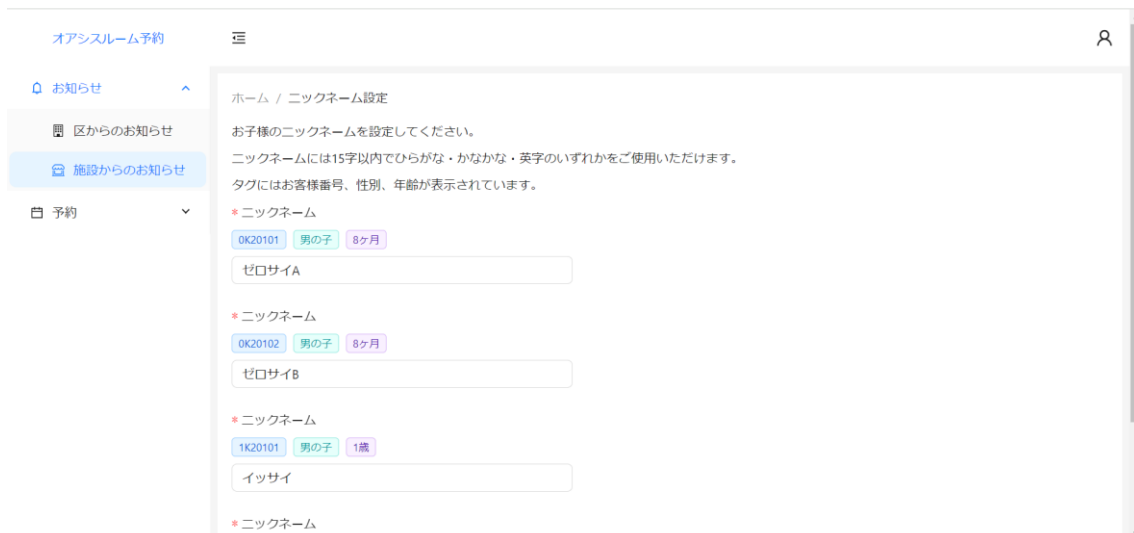 オアシスルーム予約
お知らせ
区からのお知らせ
施設からのお知らせ
予約
ホーム / ニックネーム設定
お子様のニックネームを設定してください。
ニックネームには15字以内でひらがな・かなかな・英字のいずれかをご使用いただけます。
タグにはお客様番号、性別、年齢が表示されています。
* ニックネーム
0K20101 男の子 8ケ月
ゼロサイA
* ニックネーム
0K20102 男の子 8ケ月
ゼロサイB
* ニックネーム
1K20101 男の子 1歳
イッサイ
* ニックネーム